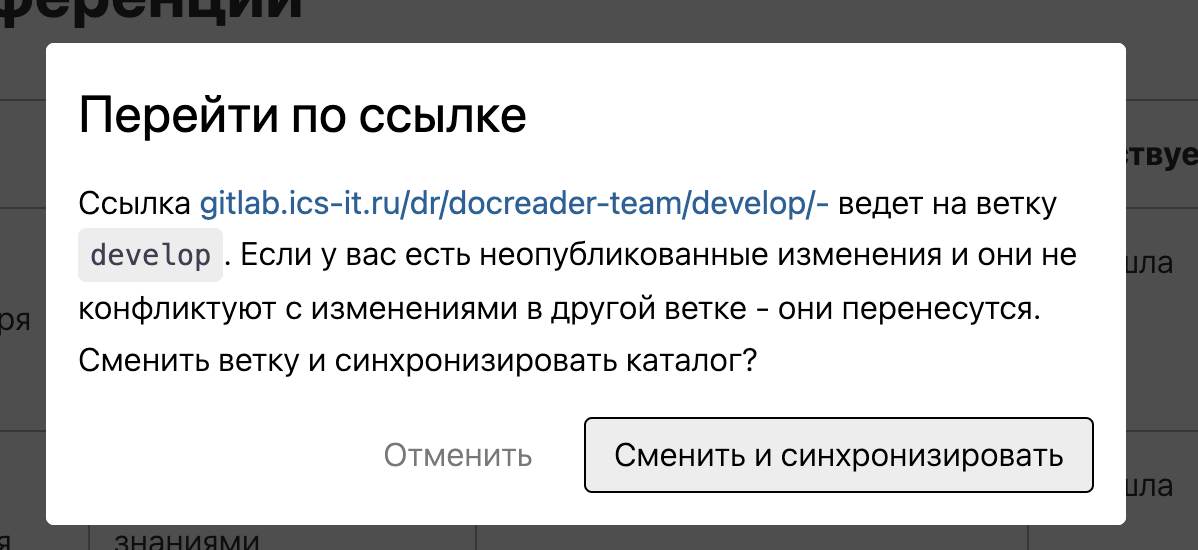 ференции
Перейти по ссылке
ствуе
Ссылка gitlab.ics-it.ru/dr/docreader-team/develop/- ведет на ветку
develop. Если у вас есть неопубликованные изменения и они не
шла
конфликтуют с изменениями в другой ветке - они перенесутся.
ря
Сменить ветку и синхронизировать каталог?
Отменить
Сменить и синхронизировать
шла
я
знаниями